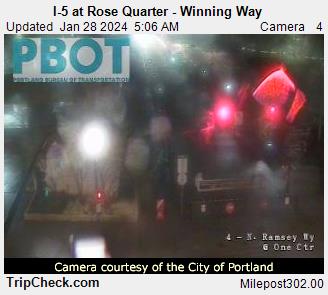 I-5 at Rose Quarter - Winning Way
Updated Jan 28 2024 5:06 AM Camera 4
PBOT
PORTLAND BUREAU OF TRANSPORTATION
4 - N. Ramsey Wy
@ One Ctr
Camera courtesy of the City of Portland
TripCheck.com Milepost302.00